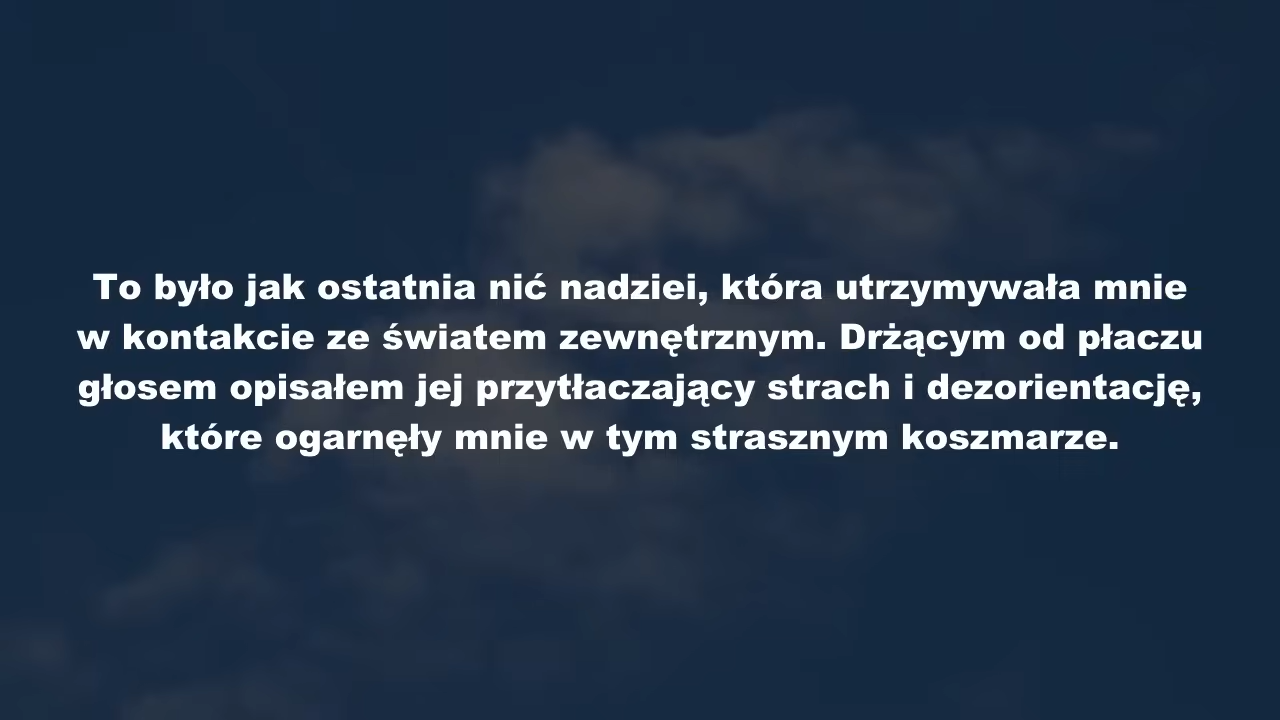 To było jak ostatnia nić nadziei, która utrzymywała mnie
w kontakcie ze światem zewnętrznym. Drżącym od płaczu
głosem opisałem jej przytłaczający strach i dezorientację,
które ogarnęły mnie w tym strasznym koszmarze.